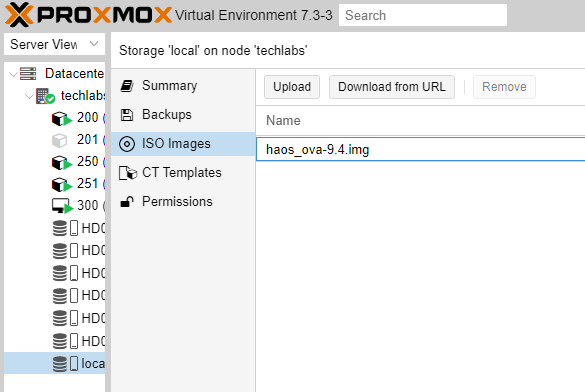 PROXMOX Virtual Environment 7.3-3 Search
Server View
Storage 'local' on node 'techlabs'
Datacente
techlabs
200 (
201 (
250 (
251 (
300 (
HD0
HD0
HD0
HD0
HD0
HD0
loca
Summary
Backups
ISO Images
CT Templates
Permissions
Upload Download from URL Remove
Name
haos_ova-9.4.img